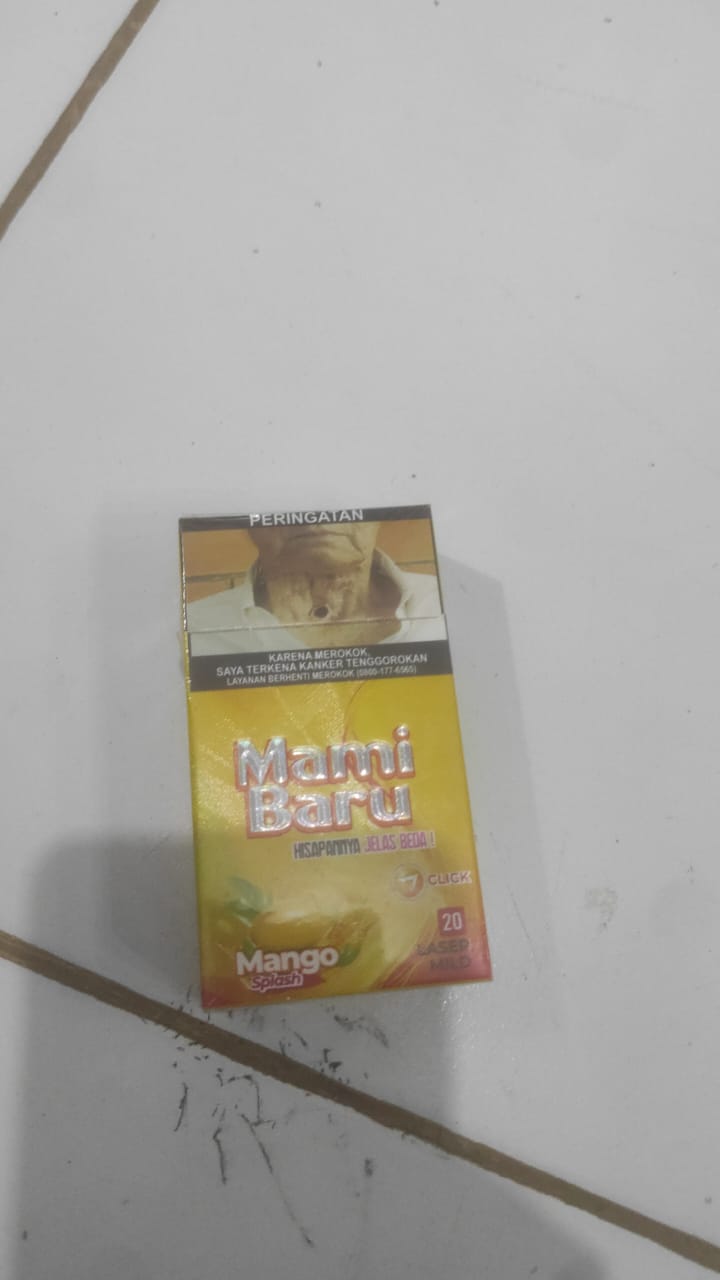 PERINGATAN
KARENA MEROKOK,
SAYA TERKENA KANKER TENGGOROKAN
LAYANAN BERHENTI MEROKOK (0800-177-6565)
Mami
Baru
HISAPANNYA JELAS BEDA !
CLICK
20
LASER
MILD
Mango
Splash